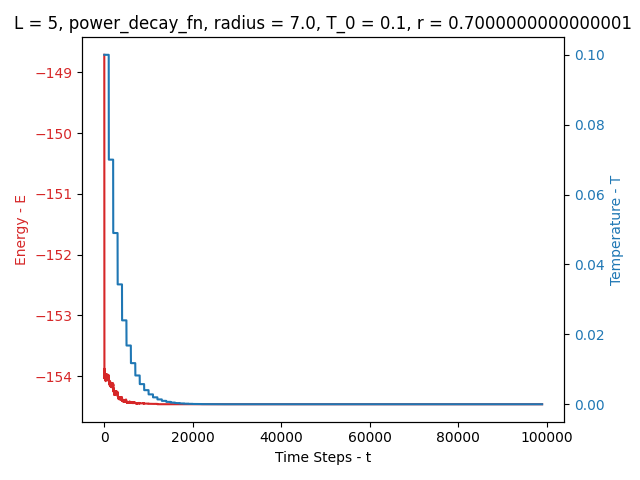 L = 5, power_decay_fn, radius = 7.0, T_0 = 0.1, r = 0.7000000000000001
−149
−150
−151
−152
−153
−154
Energy - E
0.10
0.08
0.06
0.04
0.02
0.00
Temperature - T
0 20000 40000 60000 80000 100000
Time Steps - t